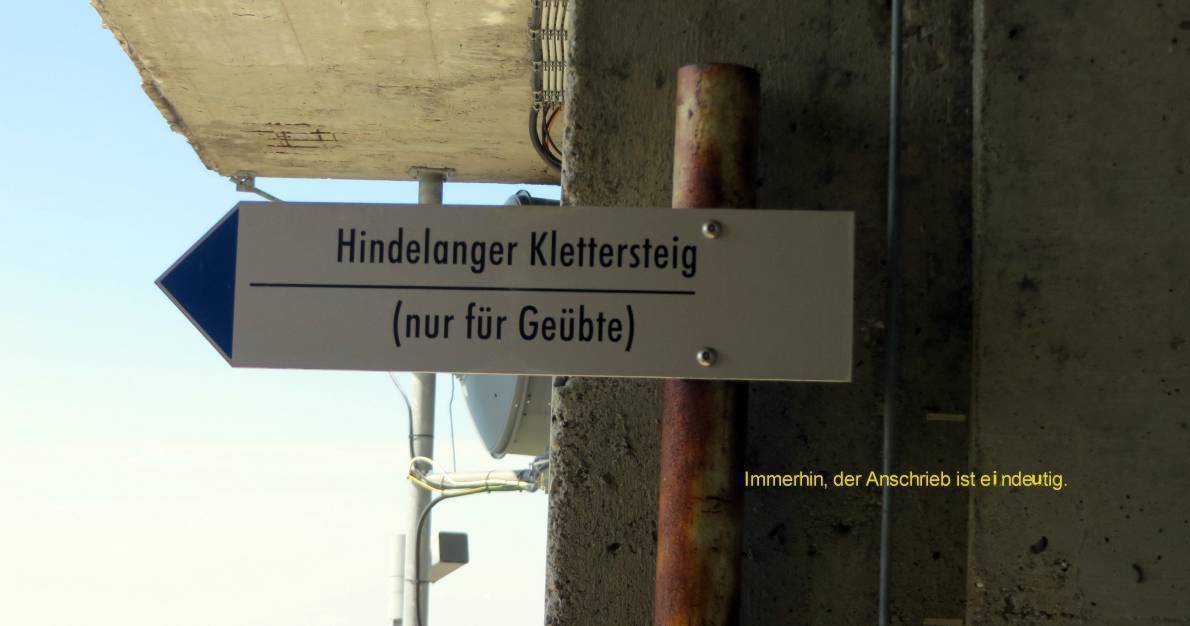 Hindelanger Klettersteig
(nur für Geübte)
Immerhin, der Anschrieb ist eindeutig.